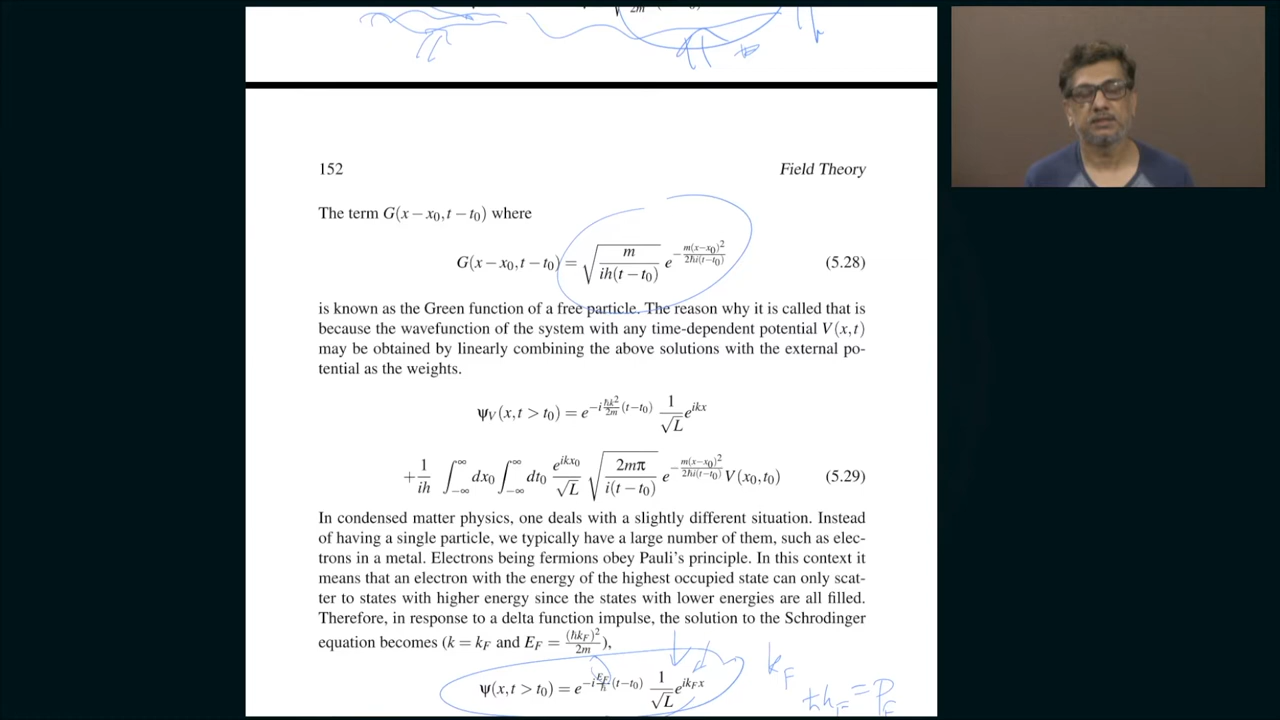 2m
152 Field Theory
The term G(x−x₀,t−t₀) where
G(x−x₀,t−t₀) = √(m / ih(t−t₀)) e^{−m(x−x₀)²/2ħi(t−t₀)} (5.28)
is known as the Green function of a free particle. The reason why it is called that is
because the wavefunction of the system with any time-dependent potential V(x,t)
may be obtained by linearly combining the above solutions with the external po-
tential as the weights.
ψ_V(x,t > t₀) = e^{−i ħk²/2m (t−t₀)} 1/√L e^{ikx}
+ 1/ih ∫_{−∞}^{∞} dx₀ ∫_{−∞}^{∞} dt₀ e^{ikx₀}/√L √(2mπ / i(t−t₀)) e^{−m(x−x₀)²/2ħi(t−t₀)} V(x₀,t₀) (5.29)
In condensed matter physics, one deals with a slightly different situation. Instead
of having a single particle, we typically have a large number of them, such as elec-
trons in a metal. Electrons being fermions obey Pauli's principle. In this context it
means that an electron with the energy of the highest occupied state can only scat-
ter to states with higher energy since the states with lower energies are all filled.
Therefore, in response to a delta function impulse, the solution to the Schrodinger
equation becomes (k = k_F and E_F = (ħk_F)²/2m),
ψ(x,t > t₀) = e^{−i E_F/ħ (t−t₀)} 1/√L e^{ik_F x}
k_F
ħk_F = P_F